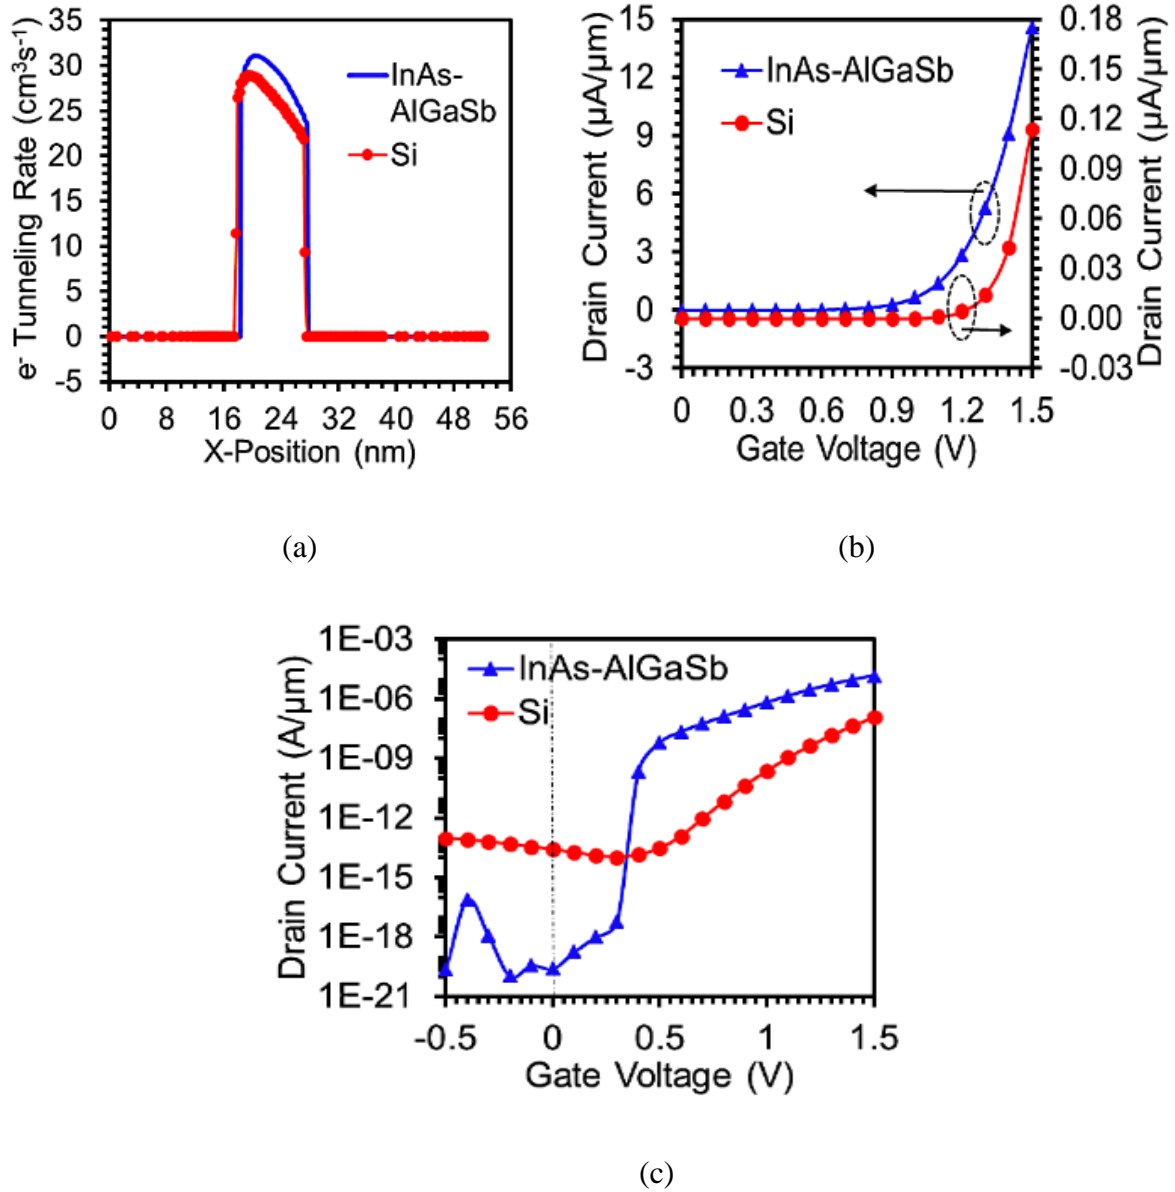 e⁻ Tunneling Rate (cm³s⁻¹)
35
30
25
20
15
10
5
0
-5
InAs-
AlGaSb
Si
0 8 16 24 32 40 48 56
X-Position (nm)
(a)
Drain Current (µA/µm)
15
12
9
6
3
0
-3
InAs-AlGaSb
Si
0.18
0.15
0.12
0.09
0.06
0.03
0.00
-0.03
Drain Current (µA/µm)
0 0.3 0.6 0.9 1.2 1.5
Gate Voltage (V)
(b)
Drain Current (A/µm)
1E-03
1E-06
1E-09
1E-12
1E-15
1E-18
1E-21
InAs-AlGaSb
Si
-0.5 0 0.5 1 1.5
Gate Voltage (V)
(c)